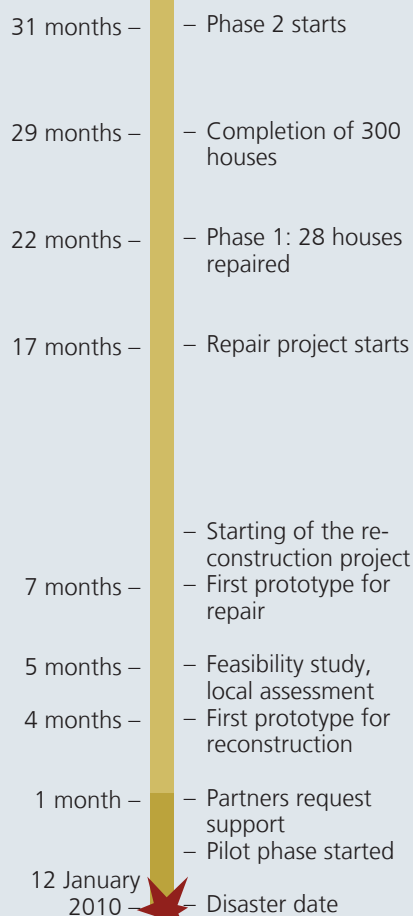 31 months – – Phase 2 starts
29 months – – Completion of 300
houses
22 months – – Phase 1: 28 houses
repaired
17 months – – Repair project starts
– Starting of the re-
construction project
7 months – – First prototype for
repair
5 months – – Feasibility study,
local assessment
4 months – – First prototype for
reconstruction
1 month – – Partners request
support
– Pilot phase started
12 January
2010 – – Disaster date